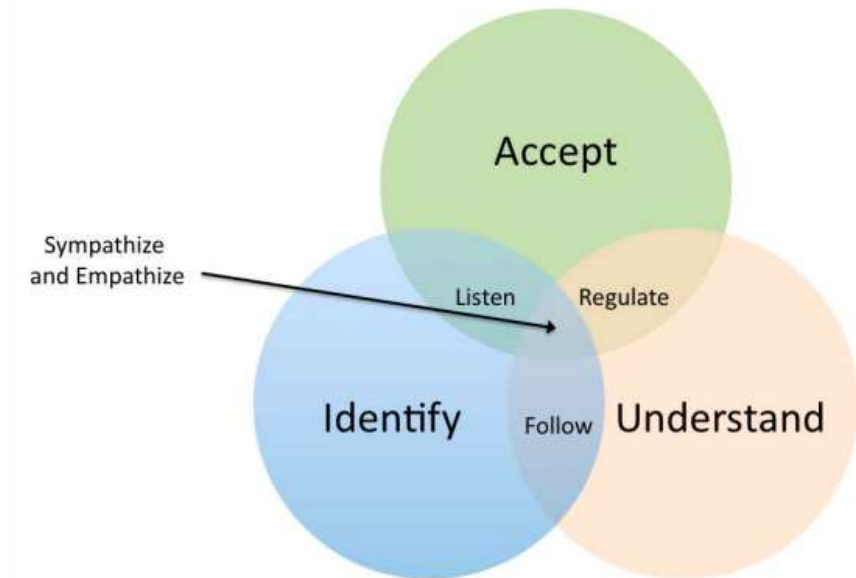 Accept
Sympathize
and Empathize
Listen
Regulate
Identify
Follow
Understand